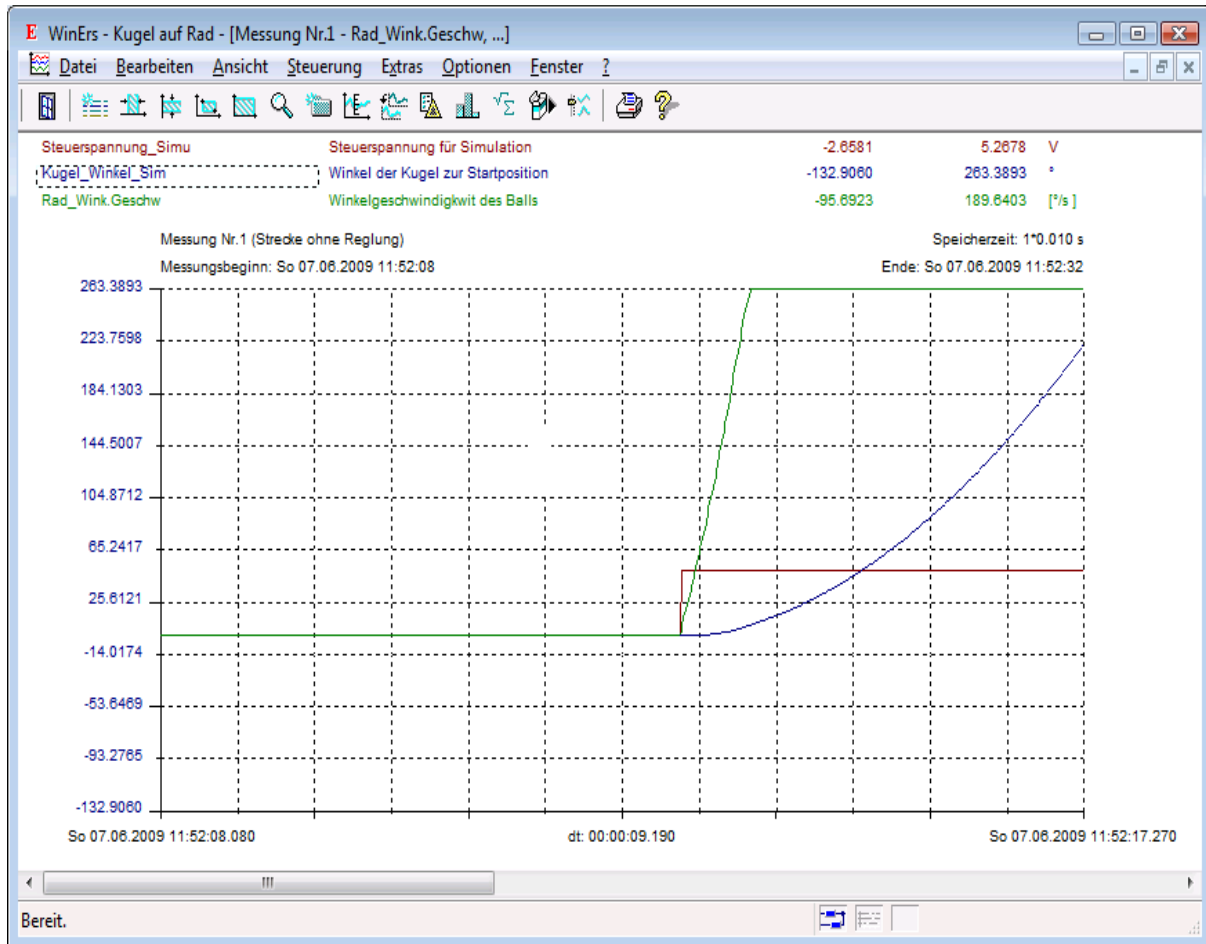 E WinErs - Kugel auf Rad - [Messung Nr.1 - Rad_Wink.Geschw, ...]
Datei Bearbeiten Ansicht Steuerung Extras Optionen Fenster ?
Steuerspannung_Simu Steuerspannung für Simulation -2.6581 5.2678 V
Kugel_Winkel_Sim Winkel der Kugel zur Startposition -132.9060 263.3893 °
Rad_Wink.Geschw Winkelgeschwindigkwit des Balls -95.6923 189.6403 [°/s ]
Messung Nr.1 (Strecke ohne Reglung) Speicherzeit: 1*0.010 s
Messungsbeginn: So 07.06.2009 11:52:08 Ende: So 07.06.2009 11:52:32
263.3893
223.7598
184.1303
144.5007
104.8712
65.2417
25.6121
-14.0174
-53.6469
-93.2765
-132.9060
So 07.06.2009 11:52:08.080 dt: 00:00:09.190 So 07.06.2009 11:52:17.270
Bereit.